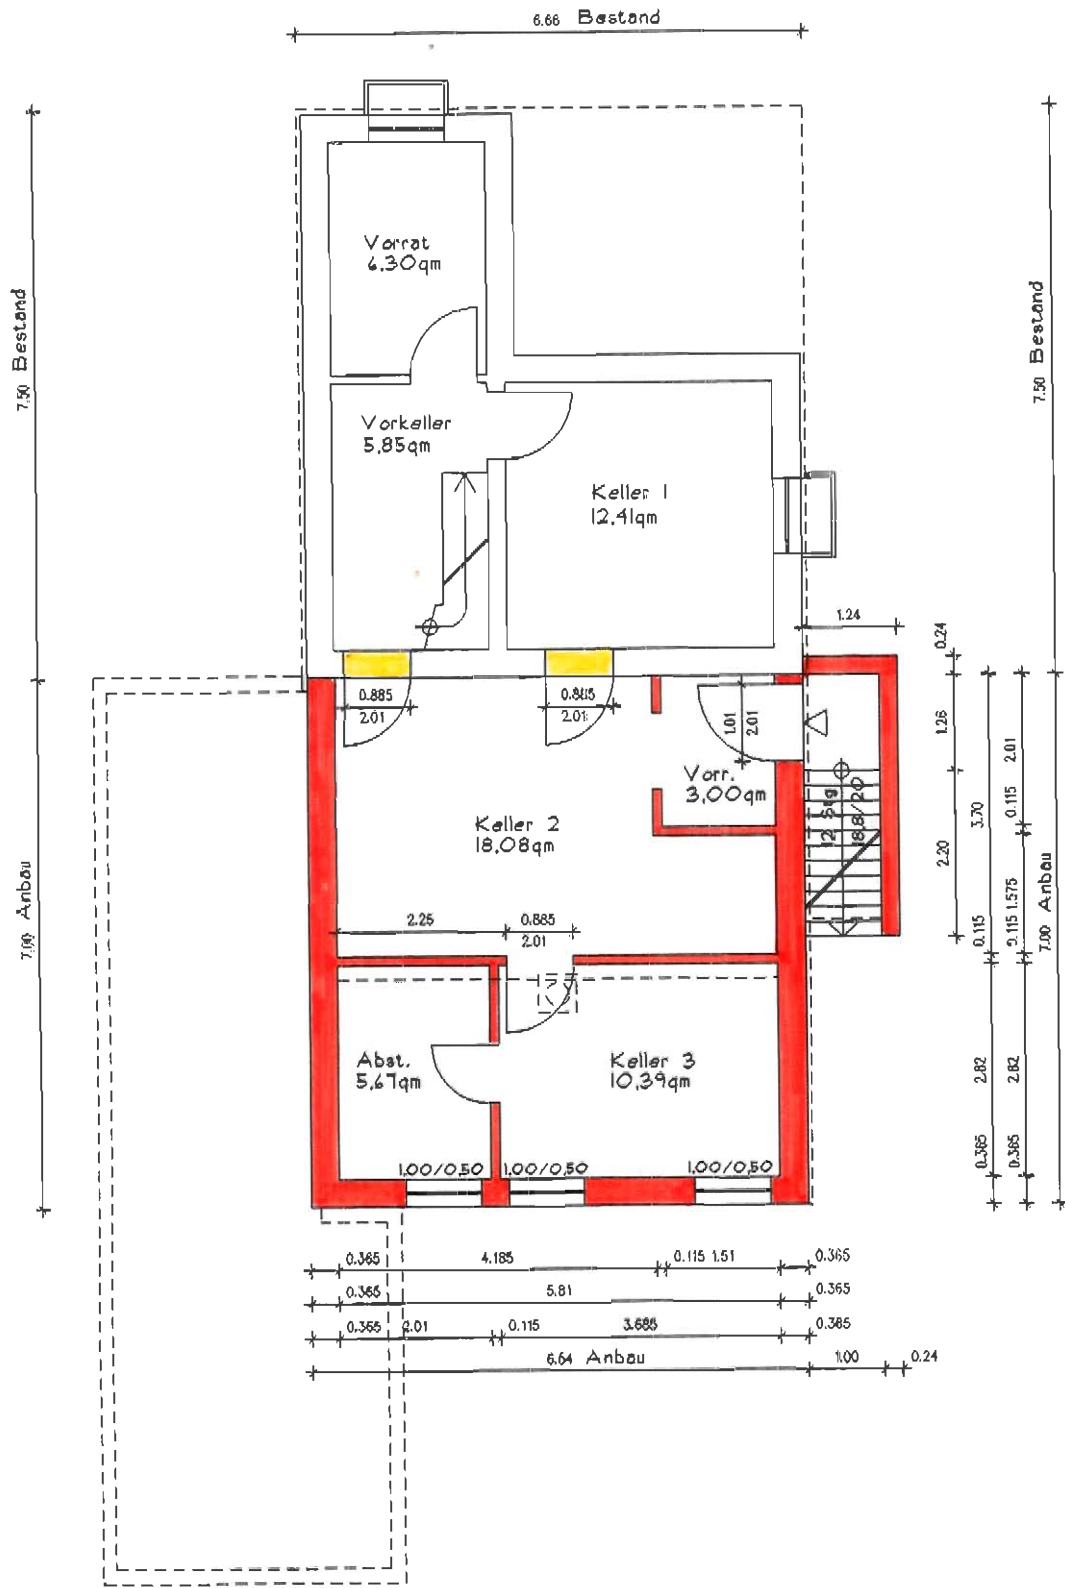 6.66 Bestand
Vorrat
6,30qm
7.50 Bestand
7.50 Bestand
Vorkeller
5,85qm
Keller 1
12,41qm
1.24
0.24
0.885
2.01
0.885
2.01
1.01
2.01
1.26
2.01
Vorr.
3,00qm
Keller 2
18,08qm
12 Stg
18,8/20
3.70
0.115
2.20
1.575
0.115
0.115
7.00 Anbau
7.00 Anbau
2.25
0.885
2.01
Abst.
5,67qm
Keller 3
10,39qm
2.82
2.82
1,00/0,50
1,00/0,50
1,00/0,50
0.365
0.365
0.365
4.185
0.115
1.51
0.365
0.365
5.81
0.365
0.365
2.01
0.115
3.685
0.365
6.64 Anbau
1.00
0.24